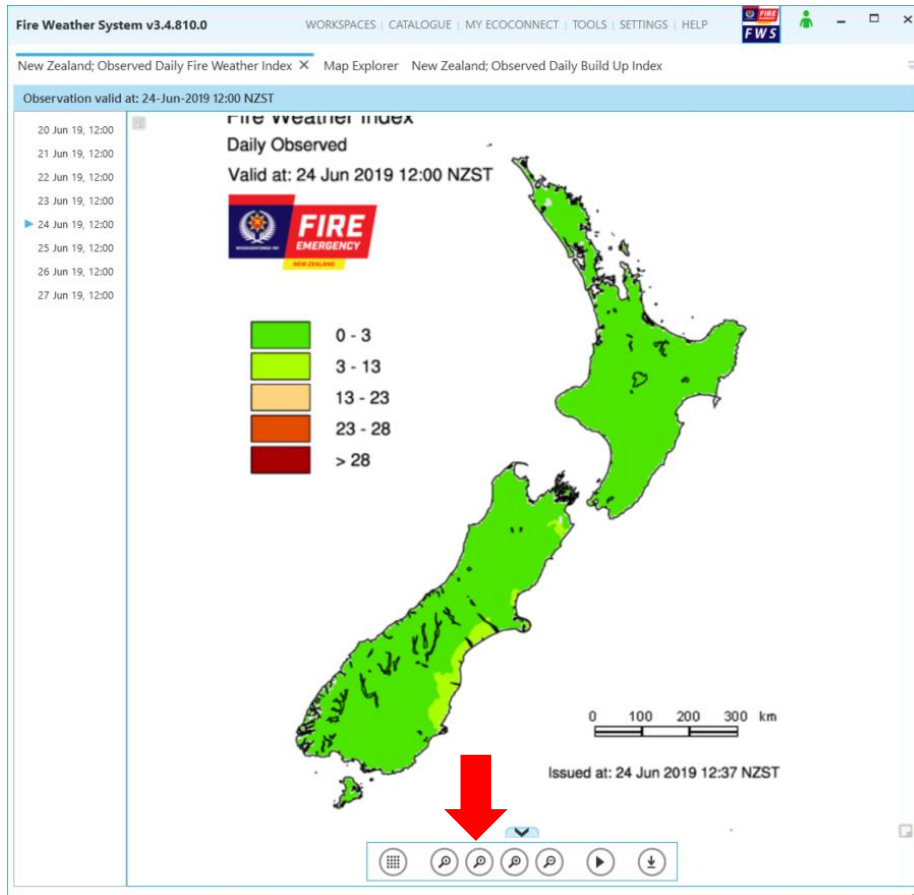 Fire Weather System v3.4.810.0
WORKSPACES | CATALOGUE | MY ECOCONNECT | TOOLS | SETTINGS | HELP
FIRE
FWS
New Zealand; Observed Daily Fire Weather Index
Map Explorer
New Zealand; Observed Daily Build Up Index
Observation valid at: 24-Jun-2019 12:00 NZST
20 Jun 19, 12:00
21 Jun 19, 12:00
22 Jun 19, 12:00
23 Jun 19, 12:00
24 Jun 19, 12:00
25 Jun 19, 12:00
26 Jun 19, 12:00
27 Jun 19, 12:00
Fire Weather Index
Daily Observed
Valid at: 24 Jun 2019 12:00 NZST
FIRE
EMERGENCY
NEW ZEALAND
0 - 3
3 - 13
13 - 23
23 - 28
> 28
0 100 200 300 km
Issued at: 24 Jun 2019 12:37 NZST